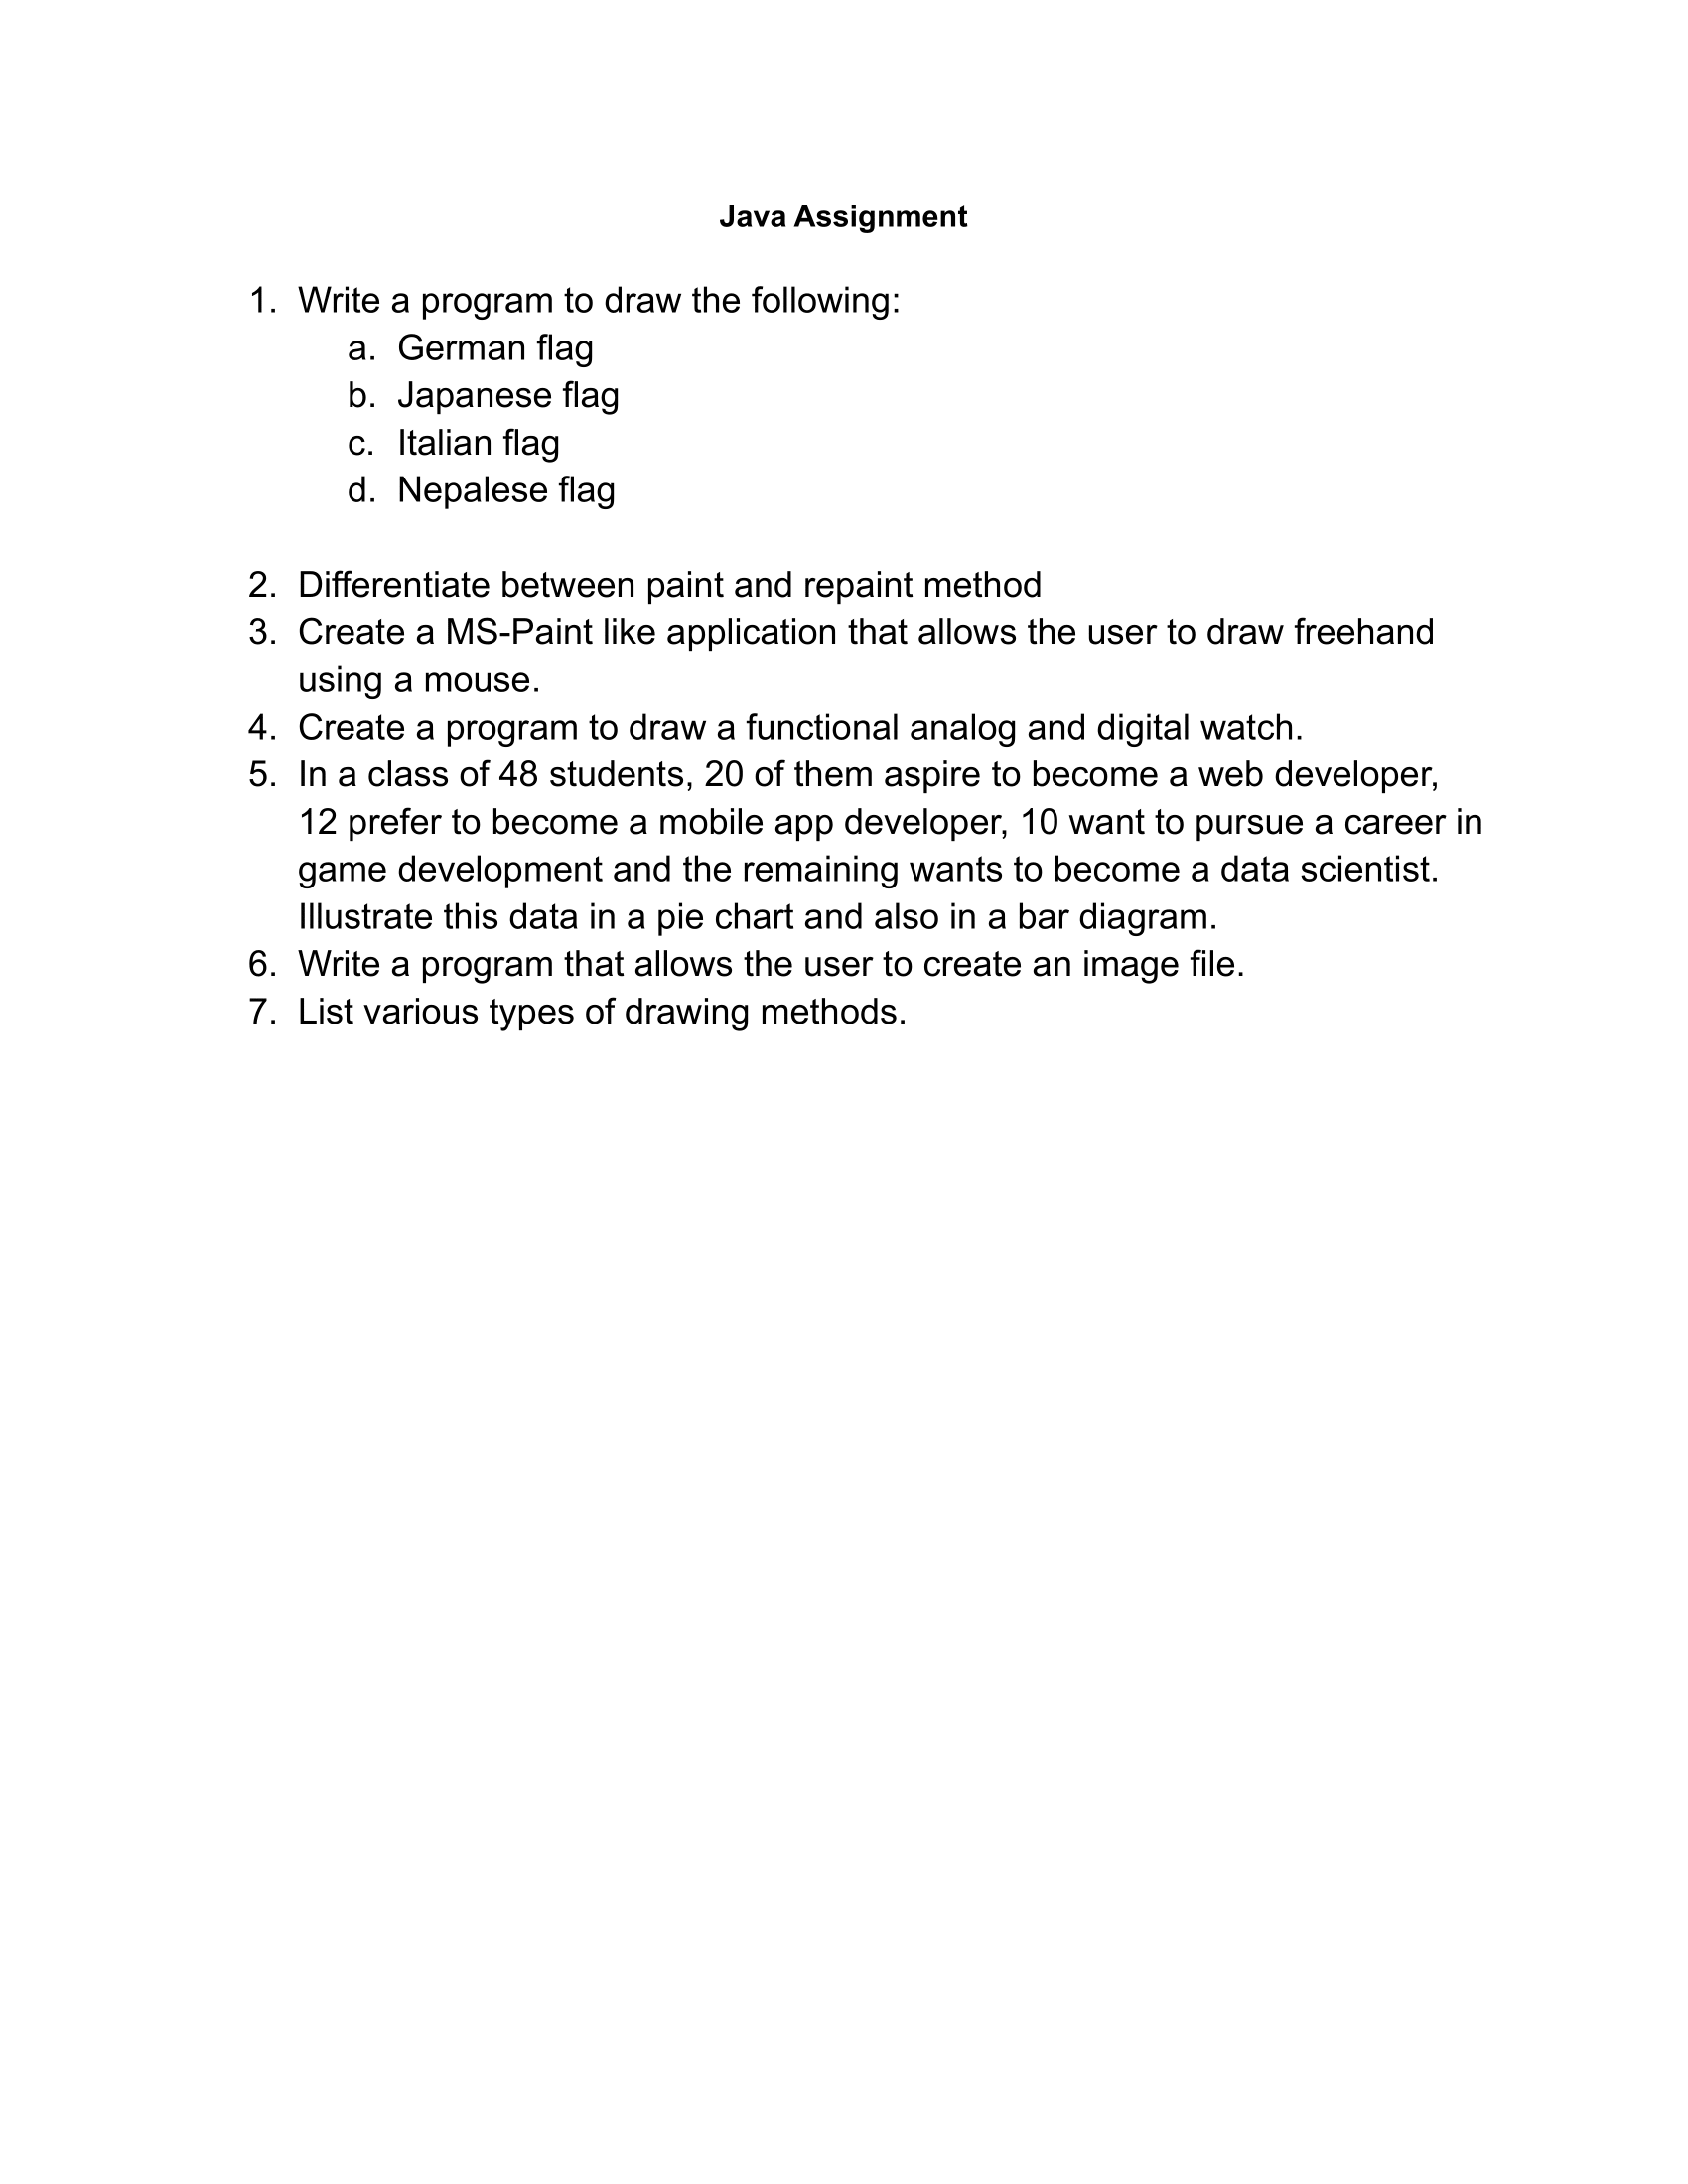 Java Assignment
1. Write a program to draw the following:
a. German flag
b. Japanese flag
c. Italian flag
d. Nepalese flag
2. Differentiate between paint and repaint method
3. Create a MS-Paint like application that allows the user to draw freehand
using a mouse.
4. Create a program to draw a functional analog and digital watch.
5. In a class of 48 students, 20 of them aspire to become a web developer,
12 prefer to become a mobile app developer, 10 want to pursue a career in
game development and the remaining wants to become a data scientist.
Illustrate this data in a pie chart and also in a bar diagram.
6. Write a program that allows the user to create an image file.
7. List various types of drawing methods.